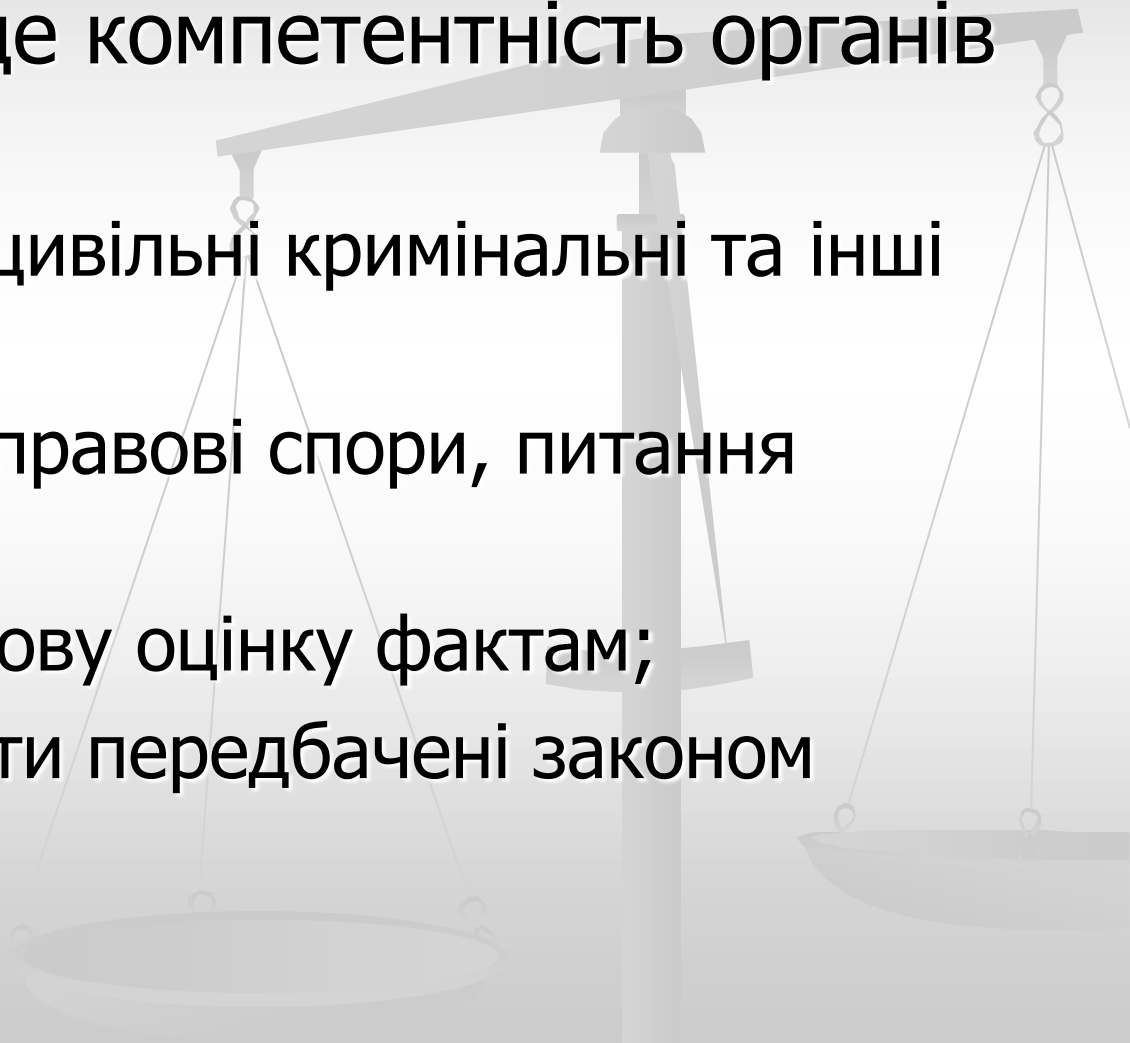 це компетентність органів
цивільні кримінальні та інші
правові спори, питання
ову оцінку фактам;
ти передбачені законом